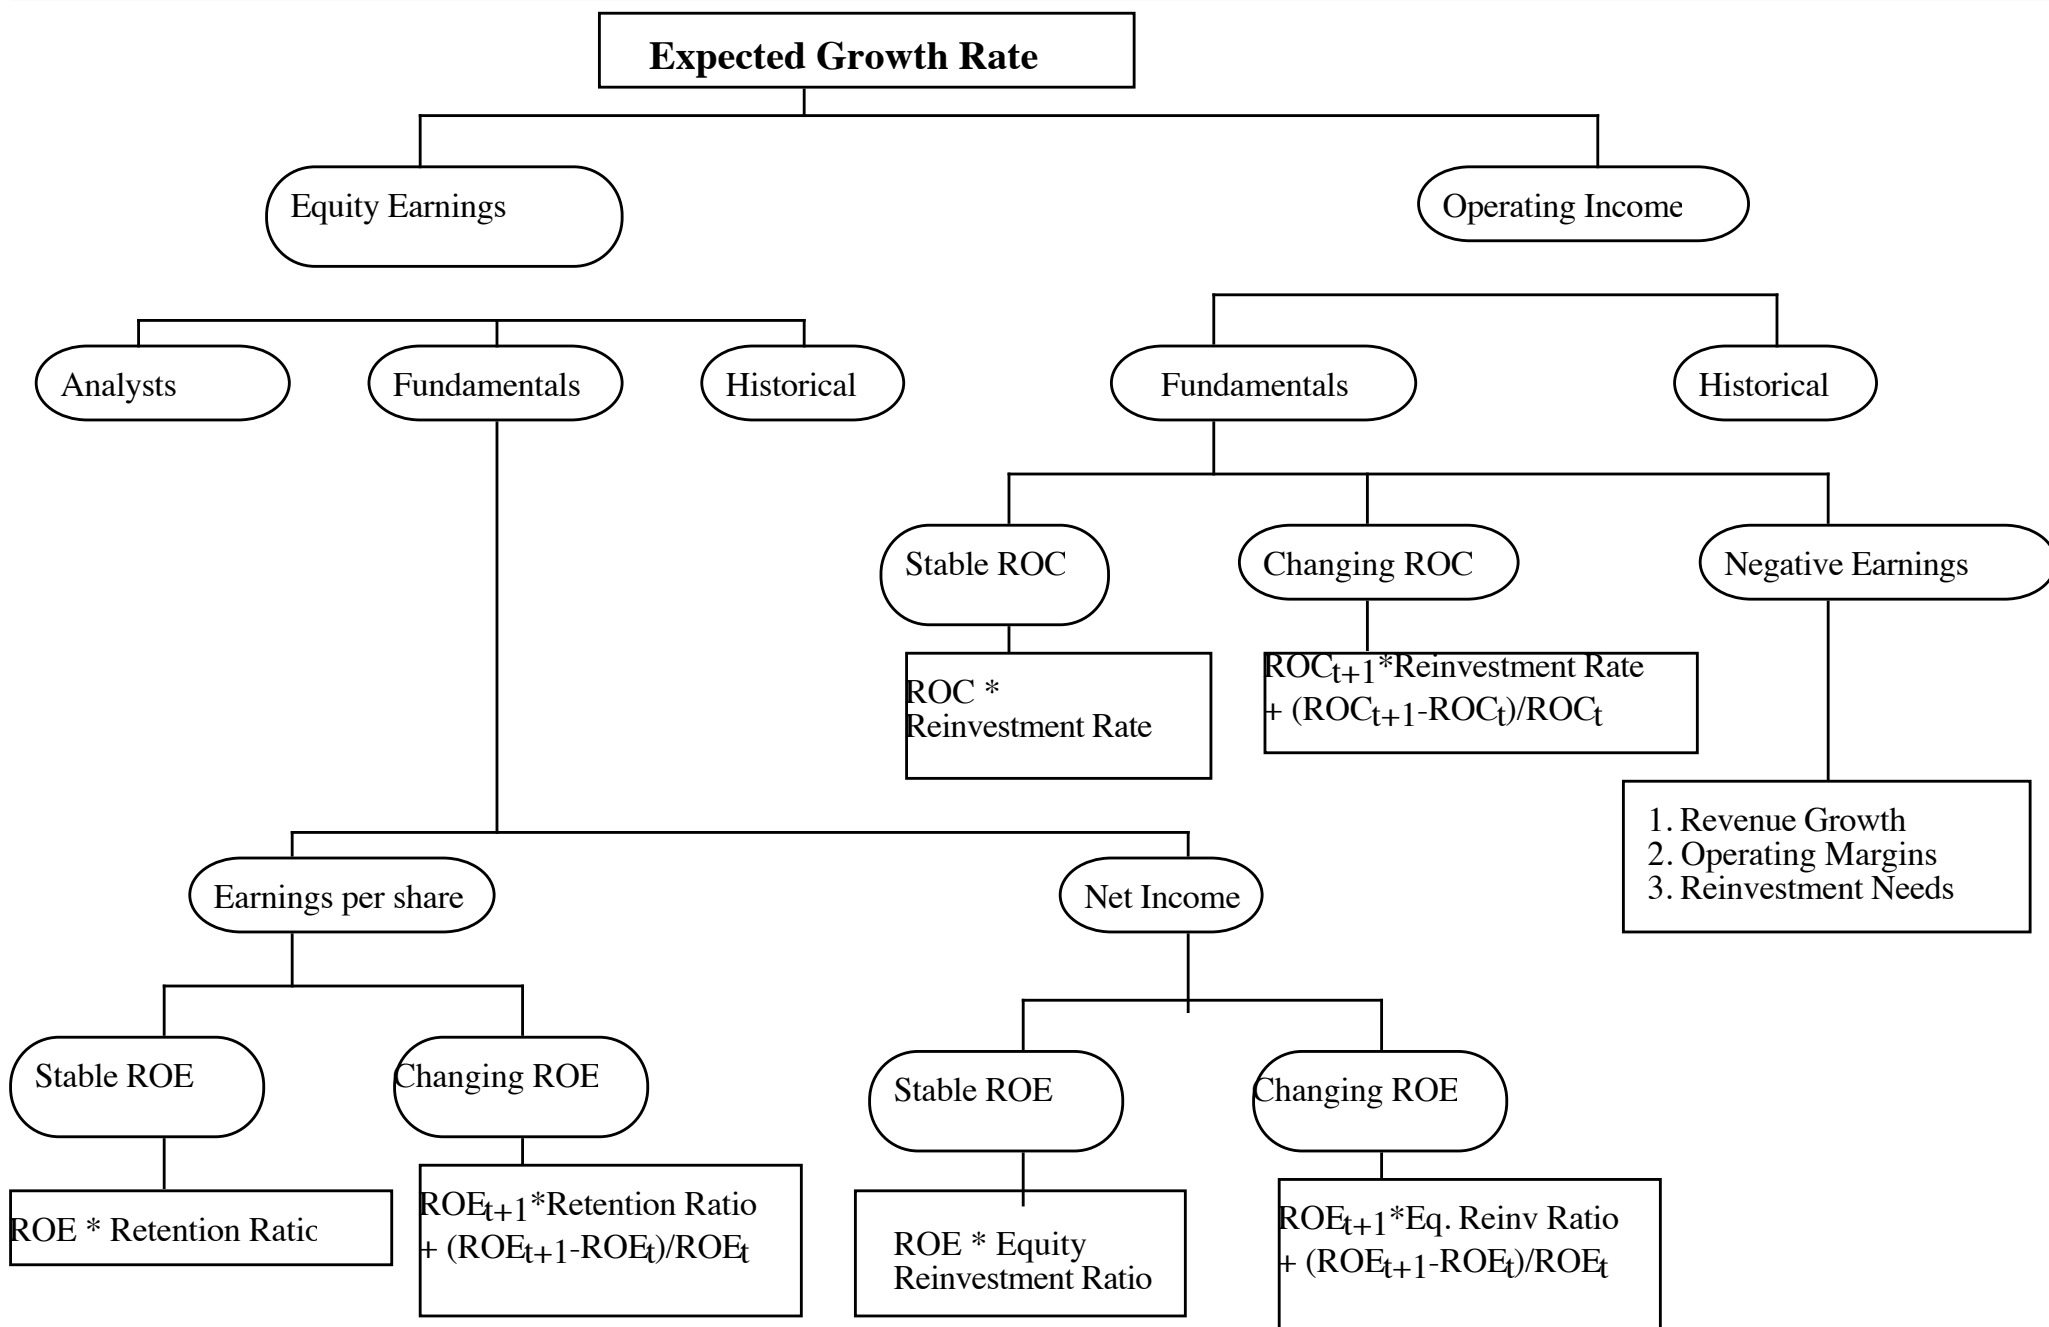 Expected Growth Rate
Equity Earnings
Operating Income
Analysts
Fundamentals
Historical
Fundamentals
Historical
Stable ROC
Changing ROC
Negative Earnings
ROC *
Reinvestment Rate
ROCt+1*Reinvestment Rate
+ (ROCt+1-ROCt)/ROCt
1. Revenue Growth
2. Operating Margins
3. Reinvestment Needs
Earnings per share
Net Income
Stable ROE
Changing ROE
Stable ROE
Changing ROE
ROE * Retention Ratio
ROEt+1*Retention Ratio
+ (ROEt+1-ROEt)/ROEt
ROE * Equity
Reinvestment Ratio
ROEt+1*Eq. Reinv Ratio
+ (ROEt+1-ROEt)/ROEt